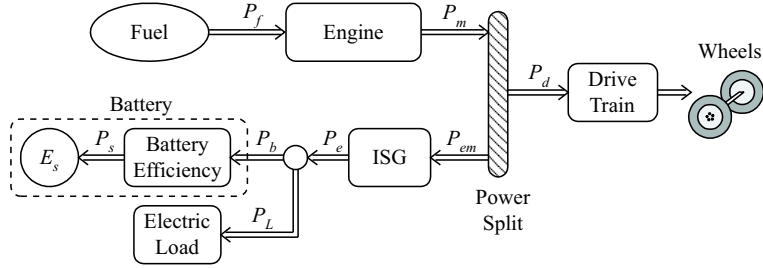 Fuel
P_f
Engine
P_m
Wheels
P_d
Drive
Train
Battery
E_s
P_s
Battery
Efficiency
P_b
P_e
ISG
P_em
Power
Split
Electric
Load
P_L